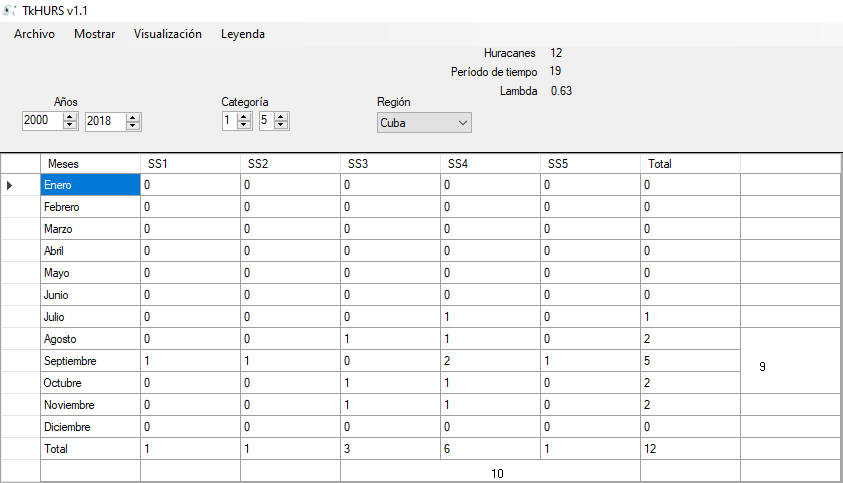 TkHURS v1.1
Archivo Mostrar Visualización Leyenda
Huracanes 12
Período de tiempo 19
Lambda 0.63
Años Categoría Región
2000 2018 1 5 Cuba
Meses SS1 SS2 SS3 SS4 SS5 Total
Enero 0 0 0 0 0 0
Febrero 0 0 0 0 0 0
Marzo 0 0 0 0 0 0
Abril 0 0 0 0 0 0
Mayo 0 0 0 0 0 0
Junio 0 0 0 0 0 0
Julio 0 0 0 1 0 1
Agosto 0 0 1 1 0 2
Septiembre 1 1 0 2 1 5
9
Octubre 0 0 1 1 0 2
Noviembre 0 0 1 1 0 2
Diciembre 0 0 0 0 0 0
Total 1 1 3 6 1 12
10